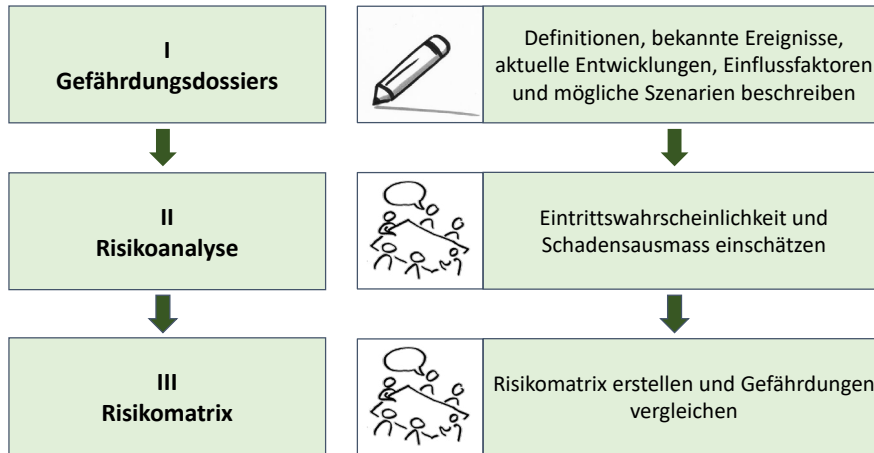 I
Gefährdungsdossiers
Definitionen, bekannte Ereignisse,
aktuelle Entwicklungen, Einflussfaktoren
und mögliche Szenarien beschreiben
II
Risikoanalyse
Eintrittswahrscheinlichkeit und
Schadensausmass einschätzen
III
Risikomatrix
Risikomatrix erstellen und Gefährdungen
vergleichen